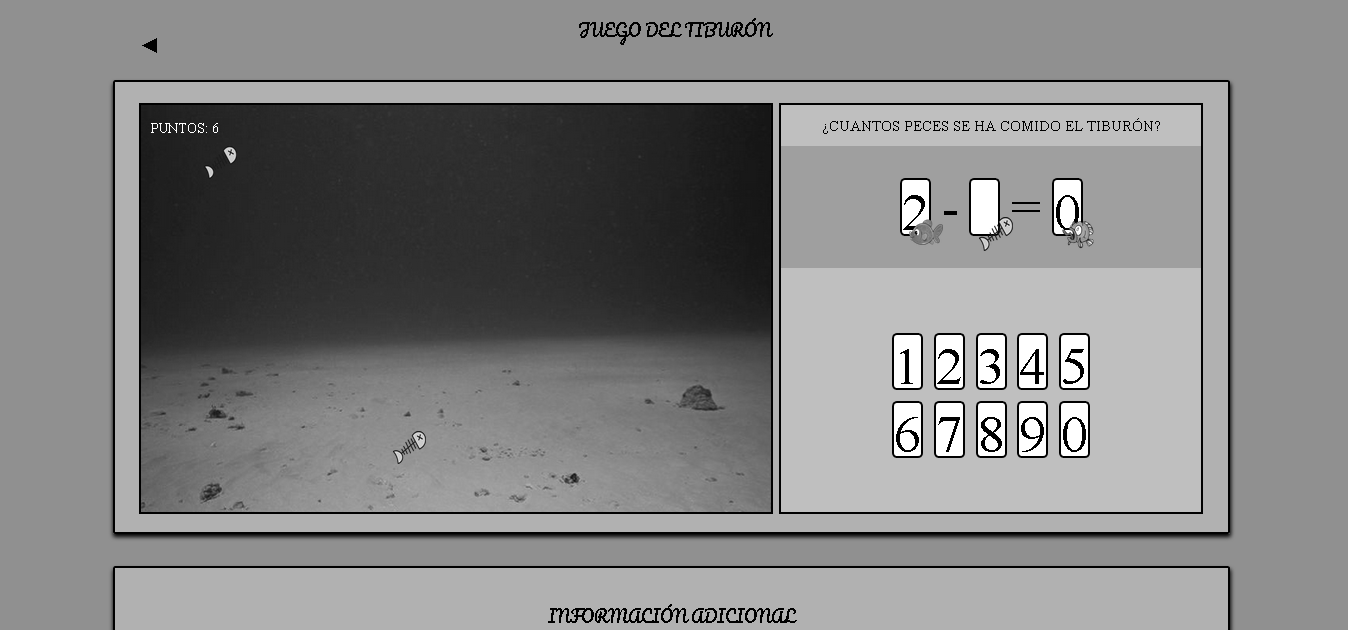 JUEGO DEL TIBURÓN
PUNTOS: 6
¿CUANTOS PECES SE HA COMIDO EL TIBURÓN?
2 - = 0
1 2 3 4 5
6 7 8 9 0
INFORMACIÓN ADICIONAL